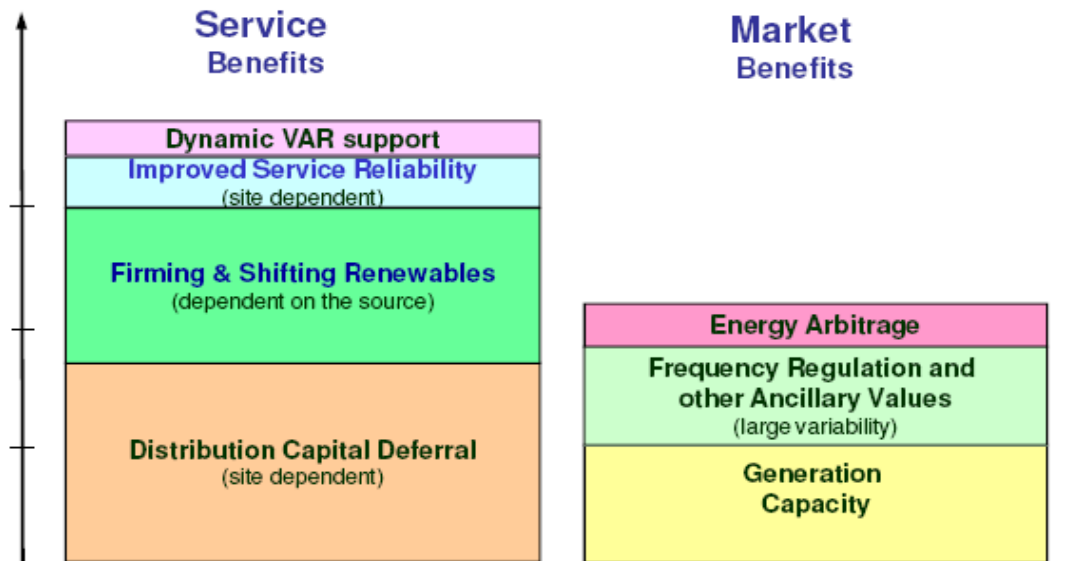 Service
Benefits
Market
Benefits
Dynamic VAR support
Improved Service Reliability
(site dependent)
Firming & Shifting Renewables
(dependent on the source)
Distribution Capital Deferral
(site dependent)
Energy Arbitrage
Frequency Regulation and
other Ancillary Values
(large variability)
Generation
Capacity